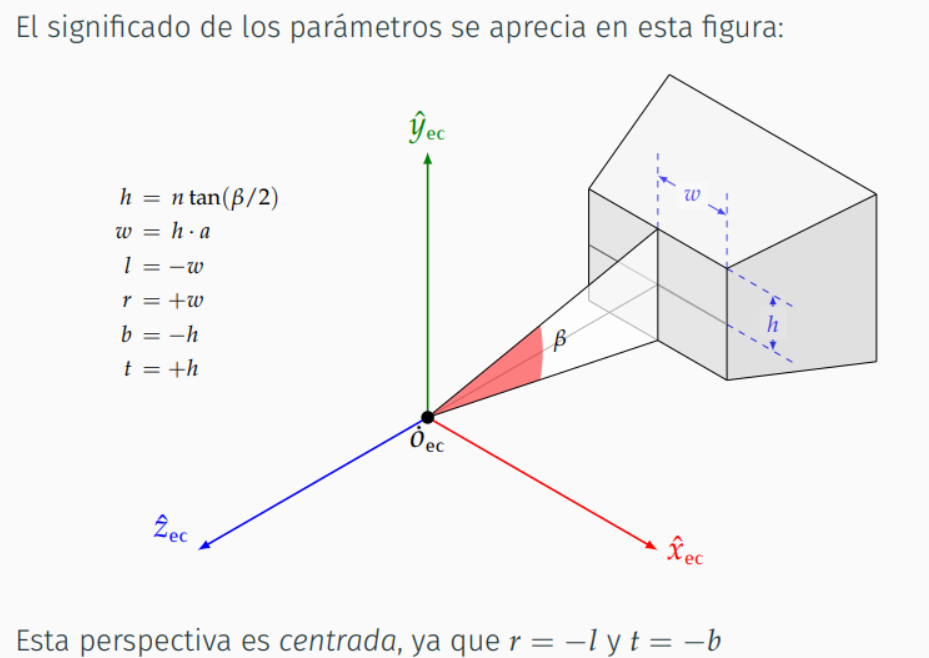 El significado de los parámetros se aprecia en esta figura:
ŷec
h = n tan(β/2)
w = h · a
l = −w
r = +w
b = −h
t = +h
w
h
β
ȯec
ẑec
x̂ec
Esta perspectiva es centrada, ya que r = −l y t = −b